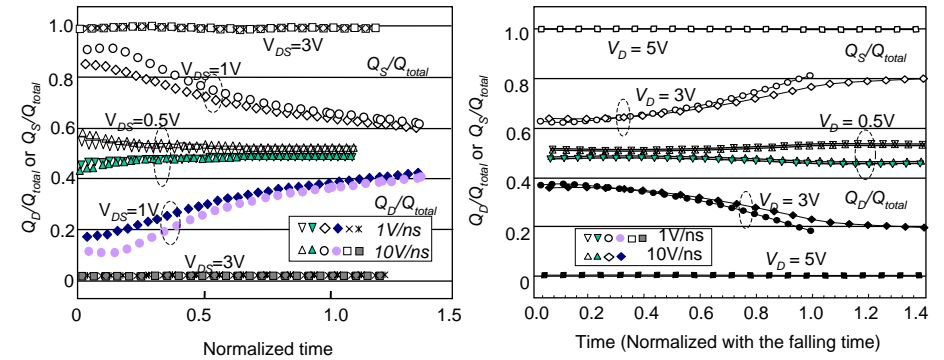 Q_D/Q_total or Q_S/Q_total
1.0
0.8
0.6
0.4
0.2
0
V_DS=3V
V_DS=1V
Q_S/Q_total
V_DS=0.5V
V_DS=1V
Q_D/Q_total
1V/ns
10V/ns
V_DS=3V
0 0.5 1.0 1.5
Normalized time
Q_D/Q_total or Q_S/Q_total
1.0
0.8
0.6
0.4
0.2
0
V_D = 5V
Q_S/Q_total
V_D = 3V
V_D = 0.5V
Q_D/Q_total
V_D = 3V
1V/ns
10V/ns
V_D = 5V
0.0 0.2 0.4 0.6 0.8 1.0 1.2 1.4
Time (Normalized with the falling time)